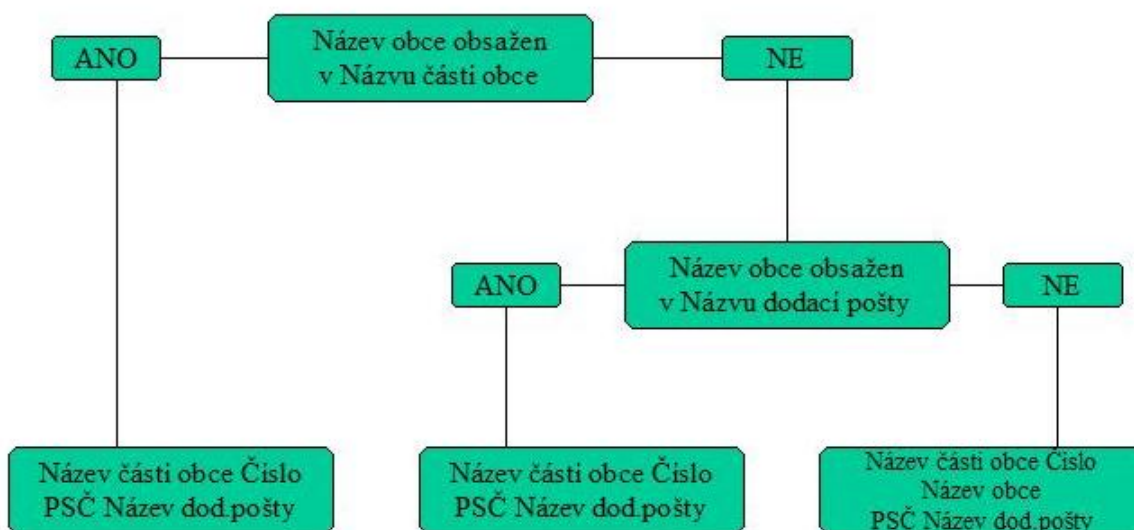 ANO
Název obce obsažen
v Názvu části obce
NE
ANO
Název obce obsažen
v Názvu dodací pošty
NE
Název části obce Číslo
PSČ Název dod.pošty
Název části obce Číslo
PSČ Název dod.pošty
Název části obce Číslo
Název obce
PSČ Název dod.pošty